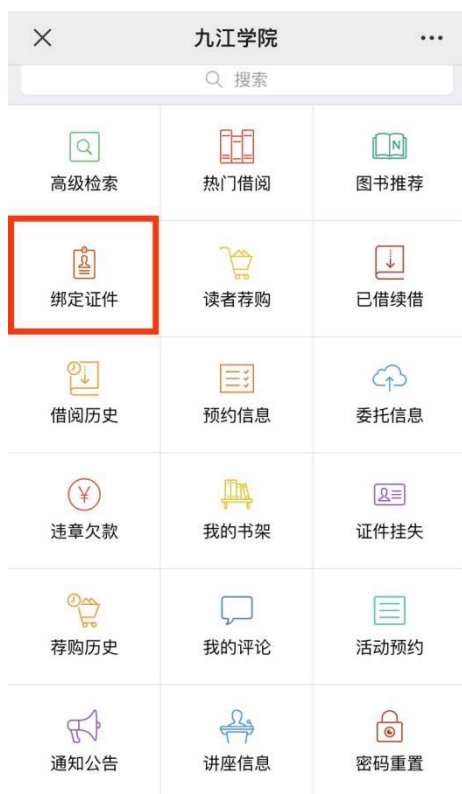 九江学院
搜索
高级检索 热门借阅 图书推荐
绑定证件 读者荐购 已借续借
借阅历史 预约信息 委托信息
违章欠款 我的书架 证件挂失
荐购历史 我的评论 活动预约
通知公告 讲座信息 密码重置